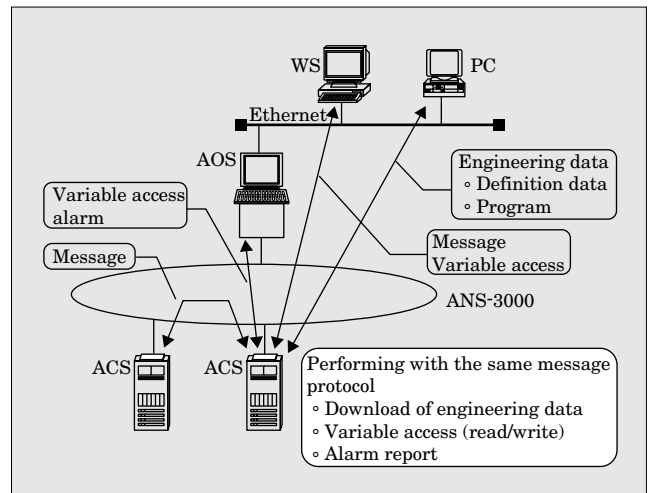 WS
PC
Ethernet
AOS
Engineering data
° Definition data
° Program
Variable access
alarm
Message
Variable access
Message
ANS-3000
ACS
ACS
Performing with the same message
protocol
° Download of engineering data
° Variable access (read/write)
° Alarm report